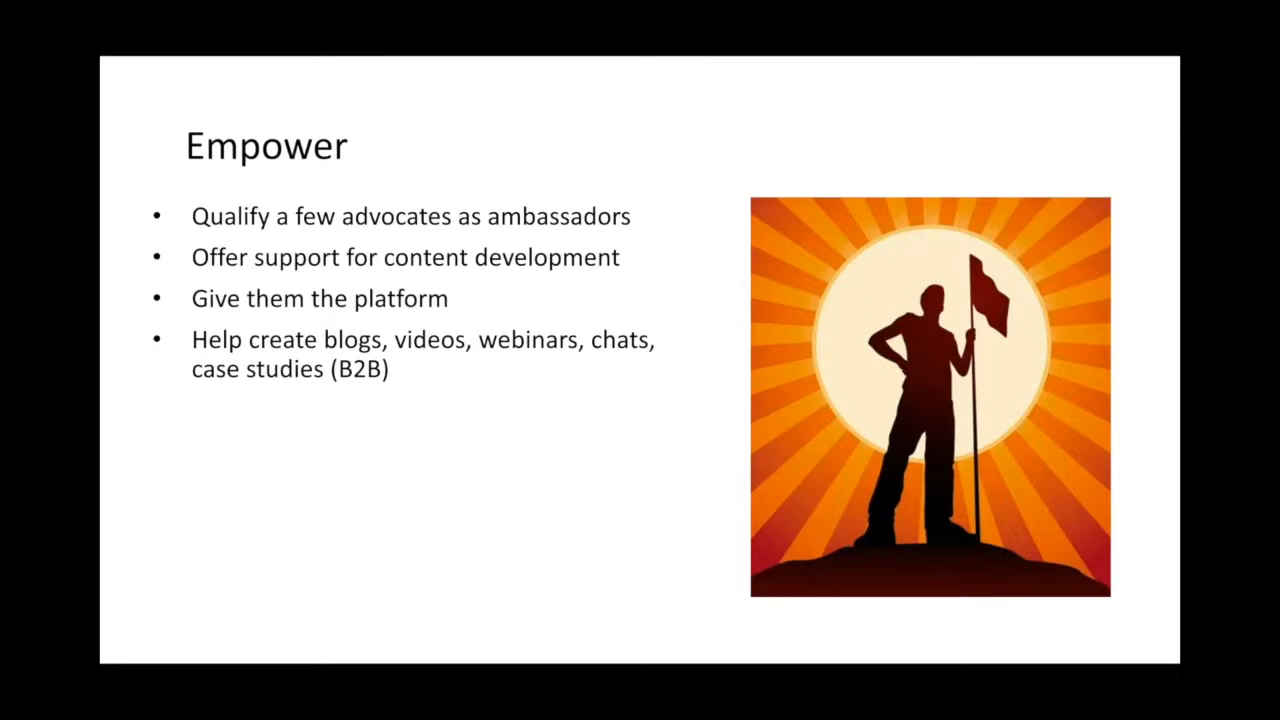 Empower
• Qualify a few advocates as ambassadors
• Offer support for content development
• Give them the platform
• Help create blogs, videos, webinars, chats,
case studies (B2B)